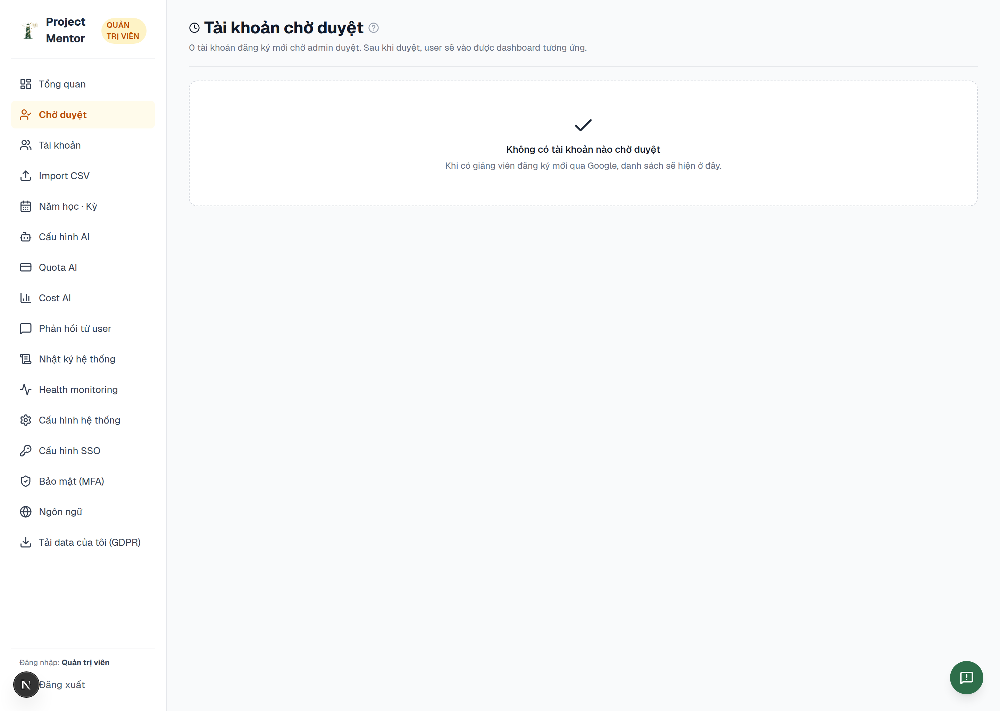 Project
Mentor
QUẢN
TRỊ VIÊN
Tổng quan
Chờ duyệt
Tài khoản
Import CSV
Năm học · Kỳ
Cấu hình AI
Quota AI
Cost AI
Phản hồi từ user
Nhật ký hệ thống
Health monitoring
Cấu hình hệ thống
Cấu hình SSO
Bảo mật (MFA)
Ngôn ngữ
Tải data của tôi (GDPR)
Đăng nhập: Quản trị viên
N
Đăng xuất
Tài khoản chờ duyệt
0 tài khoản đăng ký mới chờ admin duyệt. Sau khi duyệt, user sẽ vào được dashboard tương ứng.
Không có tài khoản nào chờ duyệt
Khi có giảng viên đăng ký mới qua Google, danh sách sẽ hiện ở đây.